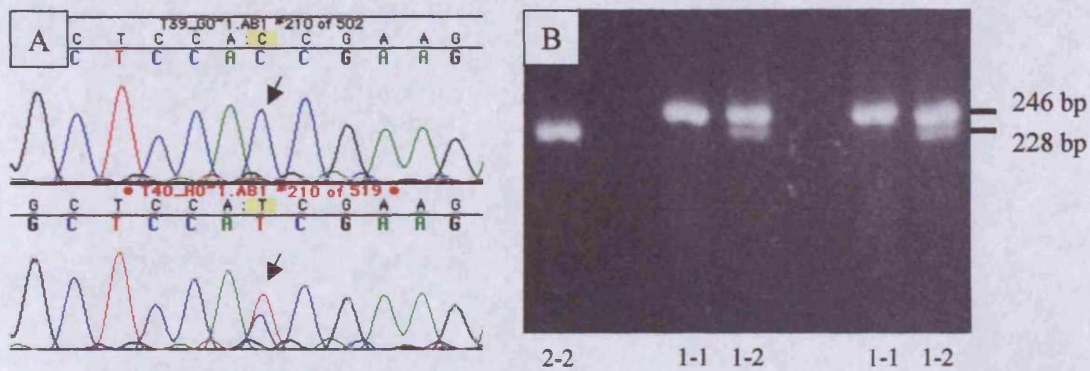 A
T39_G0~1.AB1 #210 of 502
C T C C A : C C G A A G
C T C C A C C G A A G
• T40_H0~1.AB1 #210 of 519 •
G C T C C A : T C G A A G
G C T C C A T C G A A G
B
246 bp
228 bp
2-2 1-1 1-2 1-1 1-2